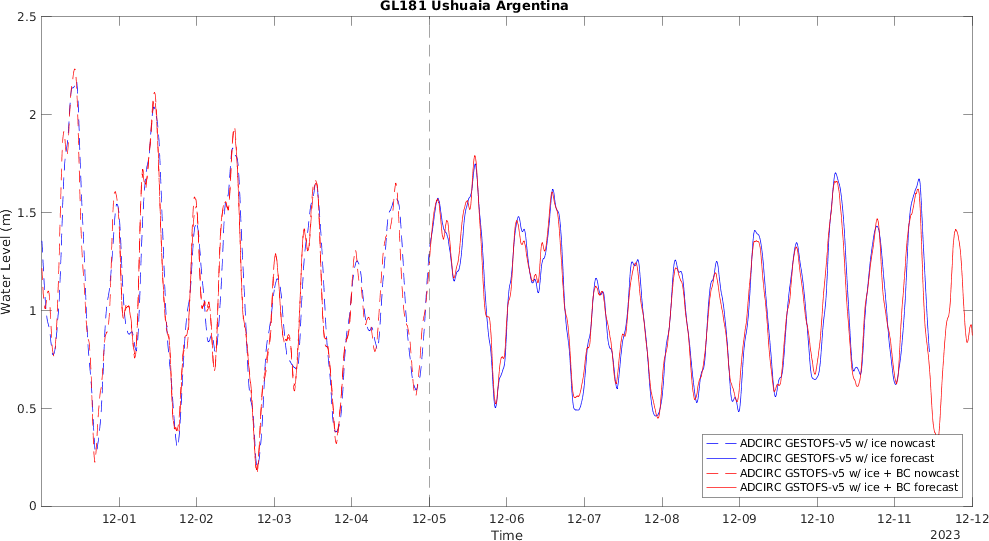 GL181 Ushuaia Argentina
2.5
2
1.5
1
0.5
0
Water Level (m)
ADCIRC GESTOFS-v5 w/ ice nowcast
ADCIRC GESTOFS-v5 w/ ice forecast
ADCIRC GSTOFS-v5 w/ ice + BC nowcast
ADCIRC GSTOFS-v5 w/ ice + BC forecast
12-01 12-02 12-03 12-04 12-05 12-06 12-07 12-08 12-09 12-10 12-11 12-12
Time
2023